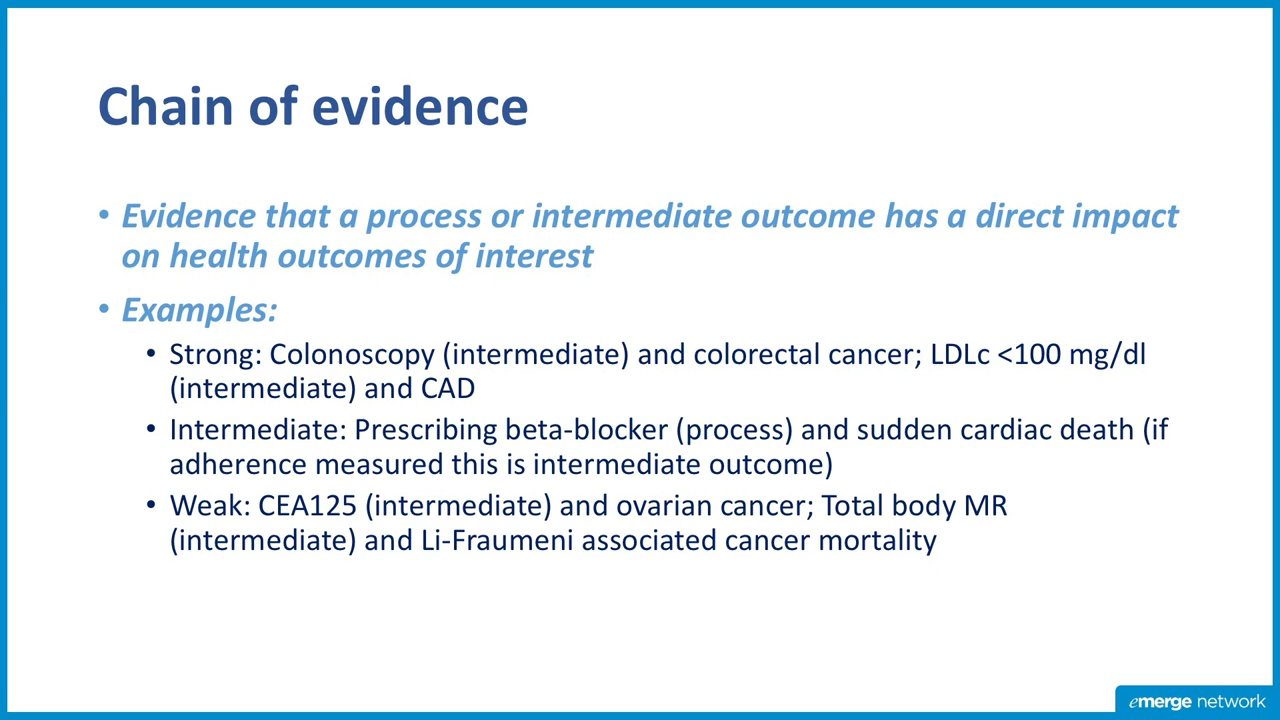 Chain of evidence
• Evidence that a process or intermediate outcome has a direct impact
on health outcomes of interest
• Examples:
• Strong: Colonoscopy (intermediate) and colorectal cancer; LDLc <100 mg/dl
(intermediate) and CAD
• Intermediate: Prescribing beta-blocker (process) and sudden cardiac death (if
adherence measured this is intermediate outcome)
• Weak: CEA125 (intermediate) and ovarian cancer; Total body MR
(intermediate) and Li-Fraumeni associated cancer mortality
emerge network